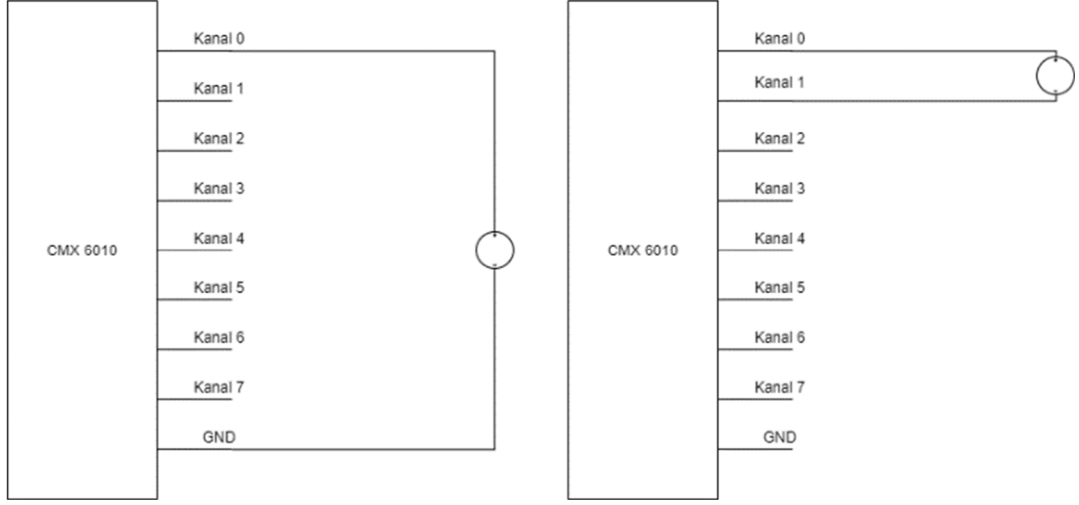 Kanal 0
Kanal 1
Kanal 2
Kanal 3
CMX 6010
Kanal 4
Kanal 5
Kanal 6
Kanal 7
GND
Kanal 0
Kanal 1
Kanal 2
Kanal 3
CMX 6010
Kanal 4
Kanal 5
Kanal 6
Kanal 7
GND